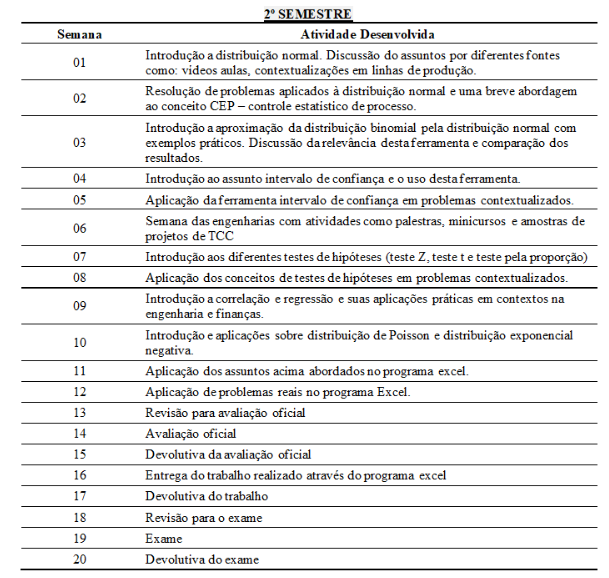 2º SEMESTRE
Semana Atividade Desenvolvida
01 Introdução a distribuição normal. Discussão do assuntos por diferentes fontes
como: vídeos aulas, contextualizações em linhas de produção.
02 Resolução de problemas aplicados à distribuição normal e uma breve abordagem
ao conceito CEP – controle estatístico de processo.
03 Introdução a aproximação da distribuição binomial pela distribuição normal com
exemplos práticos. Discussão da relevância desta ferramenta e comparação dos
resultados.
04 Introdução ao assunto intervalo de confiança e o uso desta ferramenta.
05 Aplicação da ferramenta intervalo de confiança em problemas contextualizados.
06 Semana das engenharias com atividades como palestras, minicursos e amostras de
projetos de TCC
07 Introdução aos diferentes testes de hipóteses (teste Z, teste t e teste pela proporção)
08 Aplicação dos conceitos de testes de hipóteses em problemas contextualizados.
09 Introdução a correlação e regressão e suas aplicações práticas em contextos na
engenharia e finanças.
10 Introdução e aplicações sobre distribuição de Poisson e distribuição exponencial
negativa.
11 Aplicação dos assuntos acima abordados no programa excel.
12 Aplicação de problemas reais no programa Excel.
13 Revisão para avaliação oficial
14 Avaliação oficial
15 Devolutiva da avaliação oficial
16 Entrega do trabalho realizado através do programa excel
17 Devolutiva do trabalho
18 Revisão para o exame
19 Exame
20 Devolutiva do exame